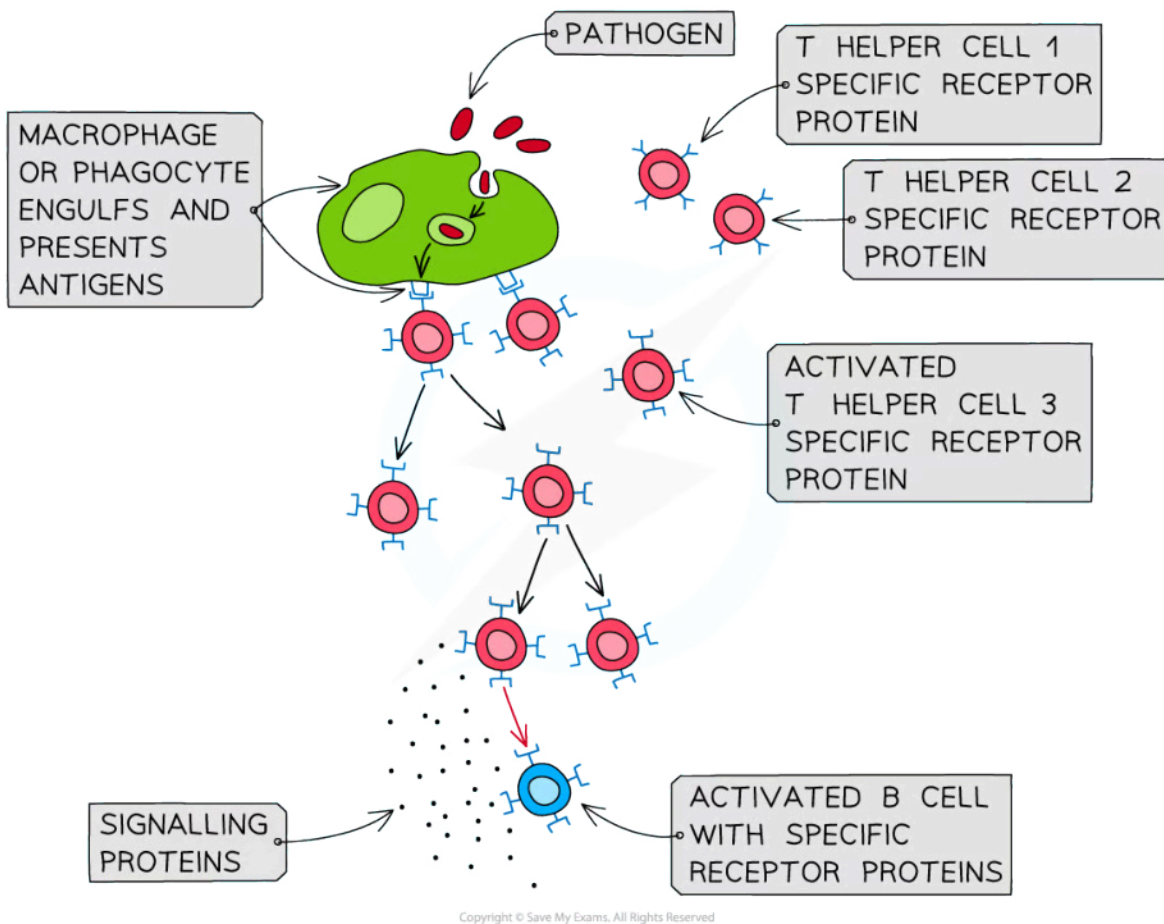 PATHOGEN
T HELPER CELL 1
SPECIFIC RECEPTOR
PROTEIN
MACROPHAGE
OR PHAGOCYTE
ENGULFS AND
PRESENTS
ANTIGENS
T HELPER CELL 2
SPECIFIC RECEPTOR
PROTEIN
ACTIVATED
T HELPER CELL 3
SPECIFIC RECEPTOR
PROTEIN
SIGNALLING
PROTEINS
ACTIVATED B CELL
WITH SPECIFIC
RECEPTOR PROTEINS
Copyright © Save My Exams. All Rights Reserved